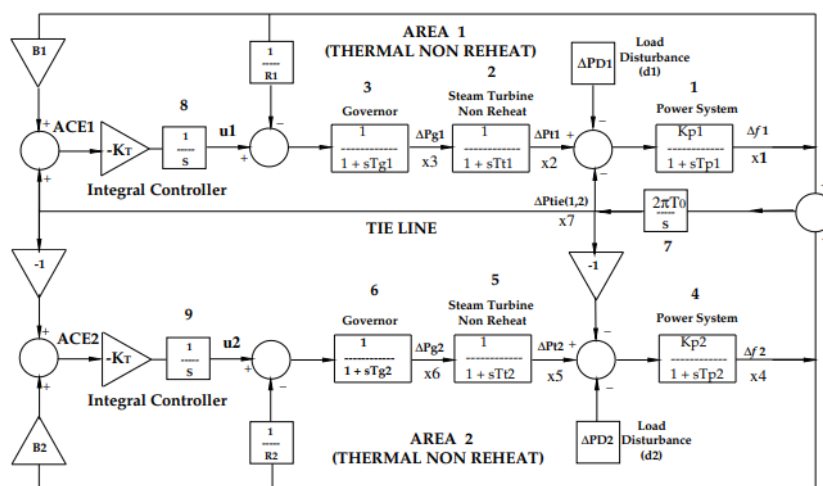 AREA 1
(THERMAL NON REHEAT)
Load
Disturbance
(d1)
B1
1
-----
R1
ΔPD1
3
2
1
Governor
Steam Turbine
Non Reheat
Power System
ACE1
8
-KT
1
-----
S
u1
1
------------
1 + sTg1
ΔPg1
x3
1
------------
1 + sTt1
ΔPt1
x2
Kp1
------------
1 + sTp1
Δf 1
x1
+
+
+
−
+
−
−
Integral Controller
ΔPtie(1,2)
x7
2πT0
-----
S
7
TIE LINE
-1
-1
9
6
5
4
Governor
Steam Turbine
Non Reheat
Power System
ACE2
-KT
1
-----
S
u2
1
------------
1 + sTg2
ΔPg2
x6
1
------------
1 + sTt2
ΔPt2
x5
Kp2
------------
1 + sTp2
Δf 2
x4
+
+
+
−
+
−
−
Integral Controller
B2
1
-----
R2
ΔPD2
Load
Disturbance
(d2)
AREA 2
(THERMAL NON REHEAT)